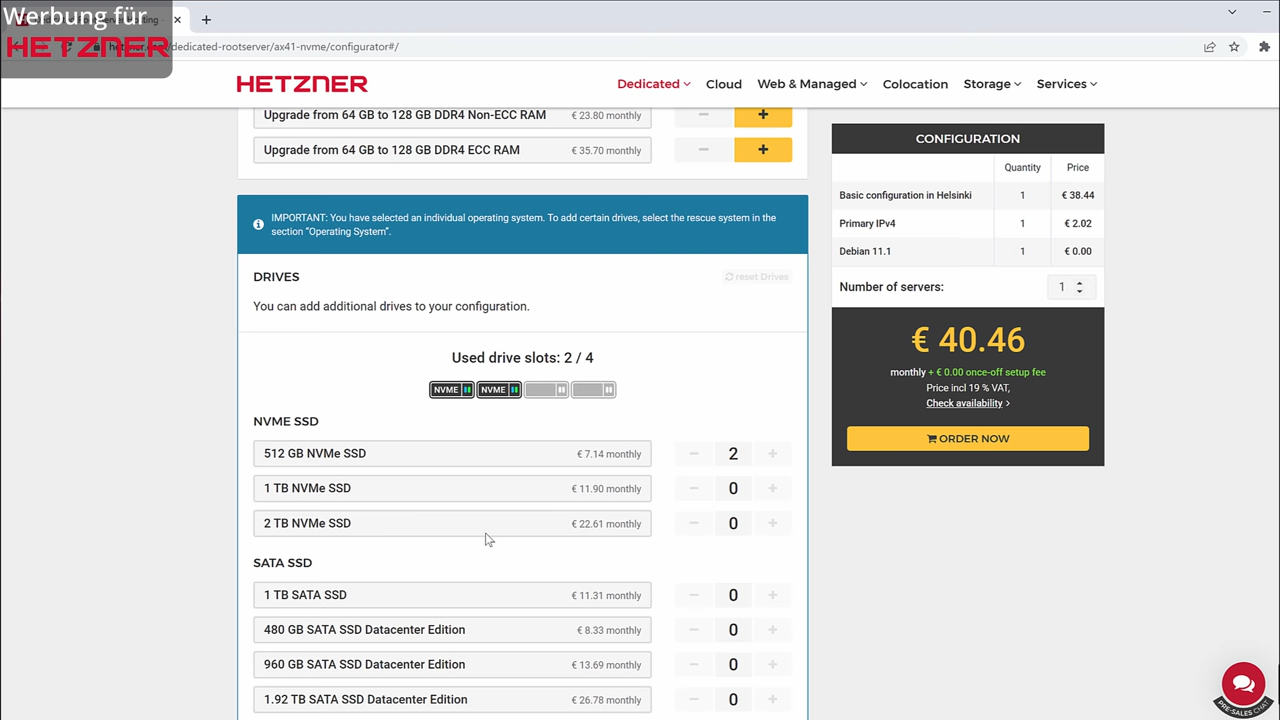 Werbung für
HETZNER
/dedicated-rootserver/ax41-nvme/configurator#/
HETZNER
Dedicated
Cloud
Web & Managed
Colocation
Storage
Services
Upgrade from 64 GB to 128 GB DDR4 Non-ECC RAM
€ 23.80 monthly
− +
Upgrade from 64 GB to 128 GB DDR4 ECC RAM
€ 35.70 monthly
− +
IMPORTANT: You have selected an individual operating system. To add certain drives, select the rescue system in the
section "Operating System".
DRIVES
reset Drives
You can add additional drives to your configuration.
Used drive slots: 2 / 4
NVME
NVME
NVME SSD
512 GB NVMe SSD
€ 7.14 monthly
− 2 +
1 TB NVMe SSD
€ 11.90 monthly
− 0 +
2 TB NVMe SSD
€ 22.61 monthly
− 0 +
SATA SSD
1 TB SATA SSD
€ 11.31 monthly
− 0 +
480 GB SATA SSD Datacenter Edition
€ 8.33 monthly
− 0 +
960 GB SATA SSD Datacenter Edition
€ 13.69 monthly
− 0 +
1.92 TB SATA SSD Datacenter Edition
€ 26.78 monthly
− 0 +
CONFIGURATION
Quantity Price
Basic configuration in Helsinki 1 € 38.44
Primary IPv4 1 € 2.02
Debian 11.1 1 € 0.00
Number of servers: 1
€ 40.46
monthly + € 0.00 once-off setup fee
Price incl 19 % VAT,
Check availability >
ORDER NOW
PRE-SALES CHAT